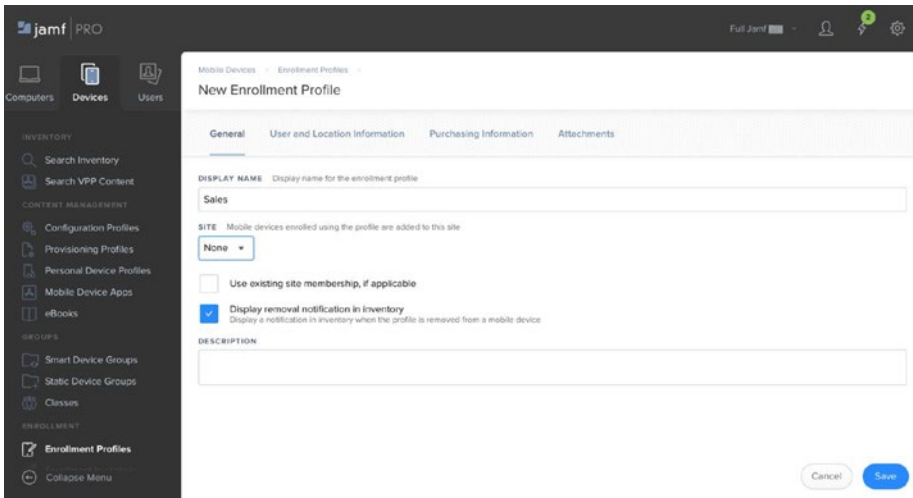 jamf PRO
Full Jamf
2
Computers
Devices
Users
Mobile Devices
Enrollment Profiles
New Enrollment Profile
General
User and Location Information
Purchasing Information
Attachments
INVENTORY
Search Inventory
Search VPP Content
CONTENT MANAGEMENT
Configuration Profiles
Provisioning Profiles
Personal Device Profiles
Mobile Device Apps
eBooks
GROUPS
Smart Device Groups
Static Device Groups
Classes
ENROLLMENT
Enrollment Profiles
Collapse Menu
DISPLAY NAME Display name for the enrollment profile
Sales
SITE Mobile devices enrolled using the profile are added to this site
None
Use existing site membership, if applicable
Display removal notification in inventory
Display a notification in inventory when the profile is removed from a mobile device
DESCRIPTION
Cancel
Save